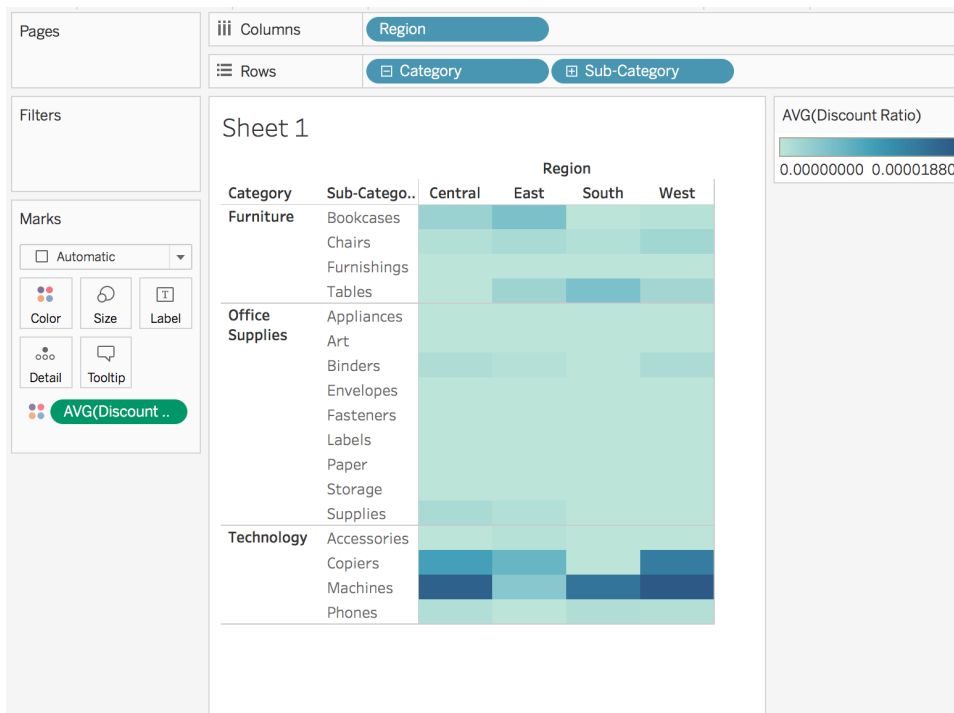 Pages
Columns
Region
Rows
Category
Sub-Category
Filters
Marks
Automatic
Color
Size
T
Label
Detail
Tooltip
AVG(Discount ..
Sheet 1
Region
Category Sub-Catego.. Central East South West
Furniture Bookcases
Chairs
Furnishings
Tables
Office
Supplies
Appliances
Art
Binders
Envelopes
Fasteners
Labels
Paper
Storage
Supplies
Technology Accessories
Copiers
Machines
Phones
AVG(Discount Ratio)
0.00000000 0.00001880